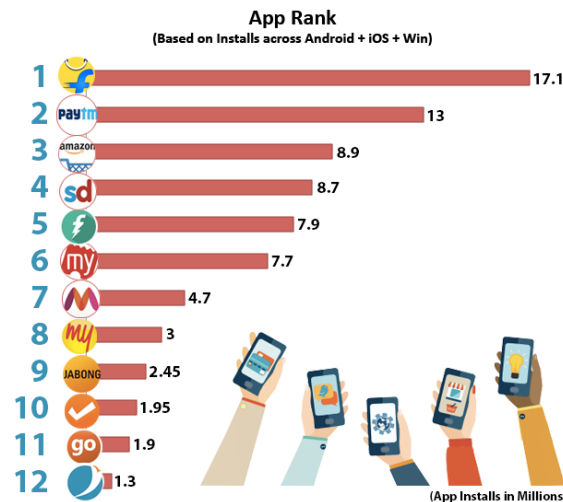 App Rank
(Based on Installs across Android + iOS + Win)
1 f 17.1
2 paytm 13
3 amazon 8.9
4 sd 8.7
5 f 7.9
6 my 7.7
7 4.7
8 my 3
9 JABONG 2.45
10 1.95
11 go 1.9
12 1.3
(App Installs in Millions